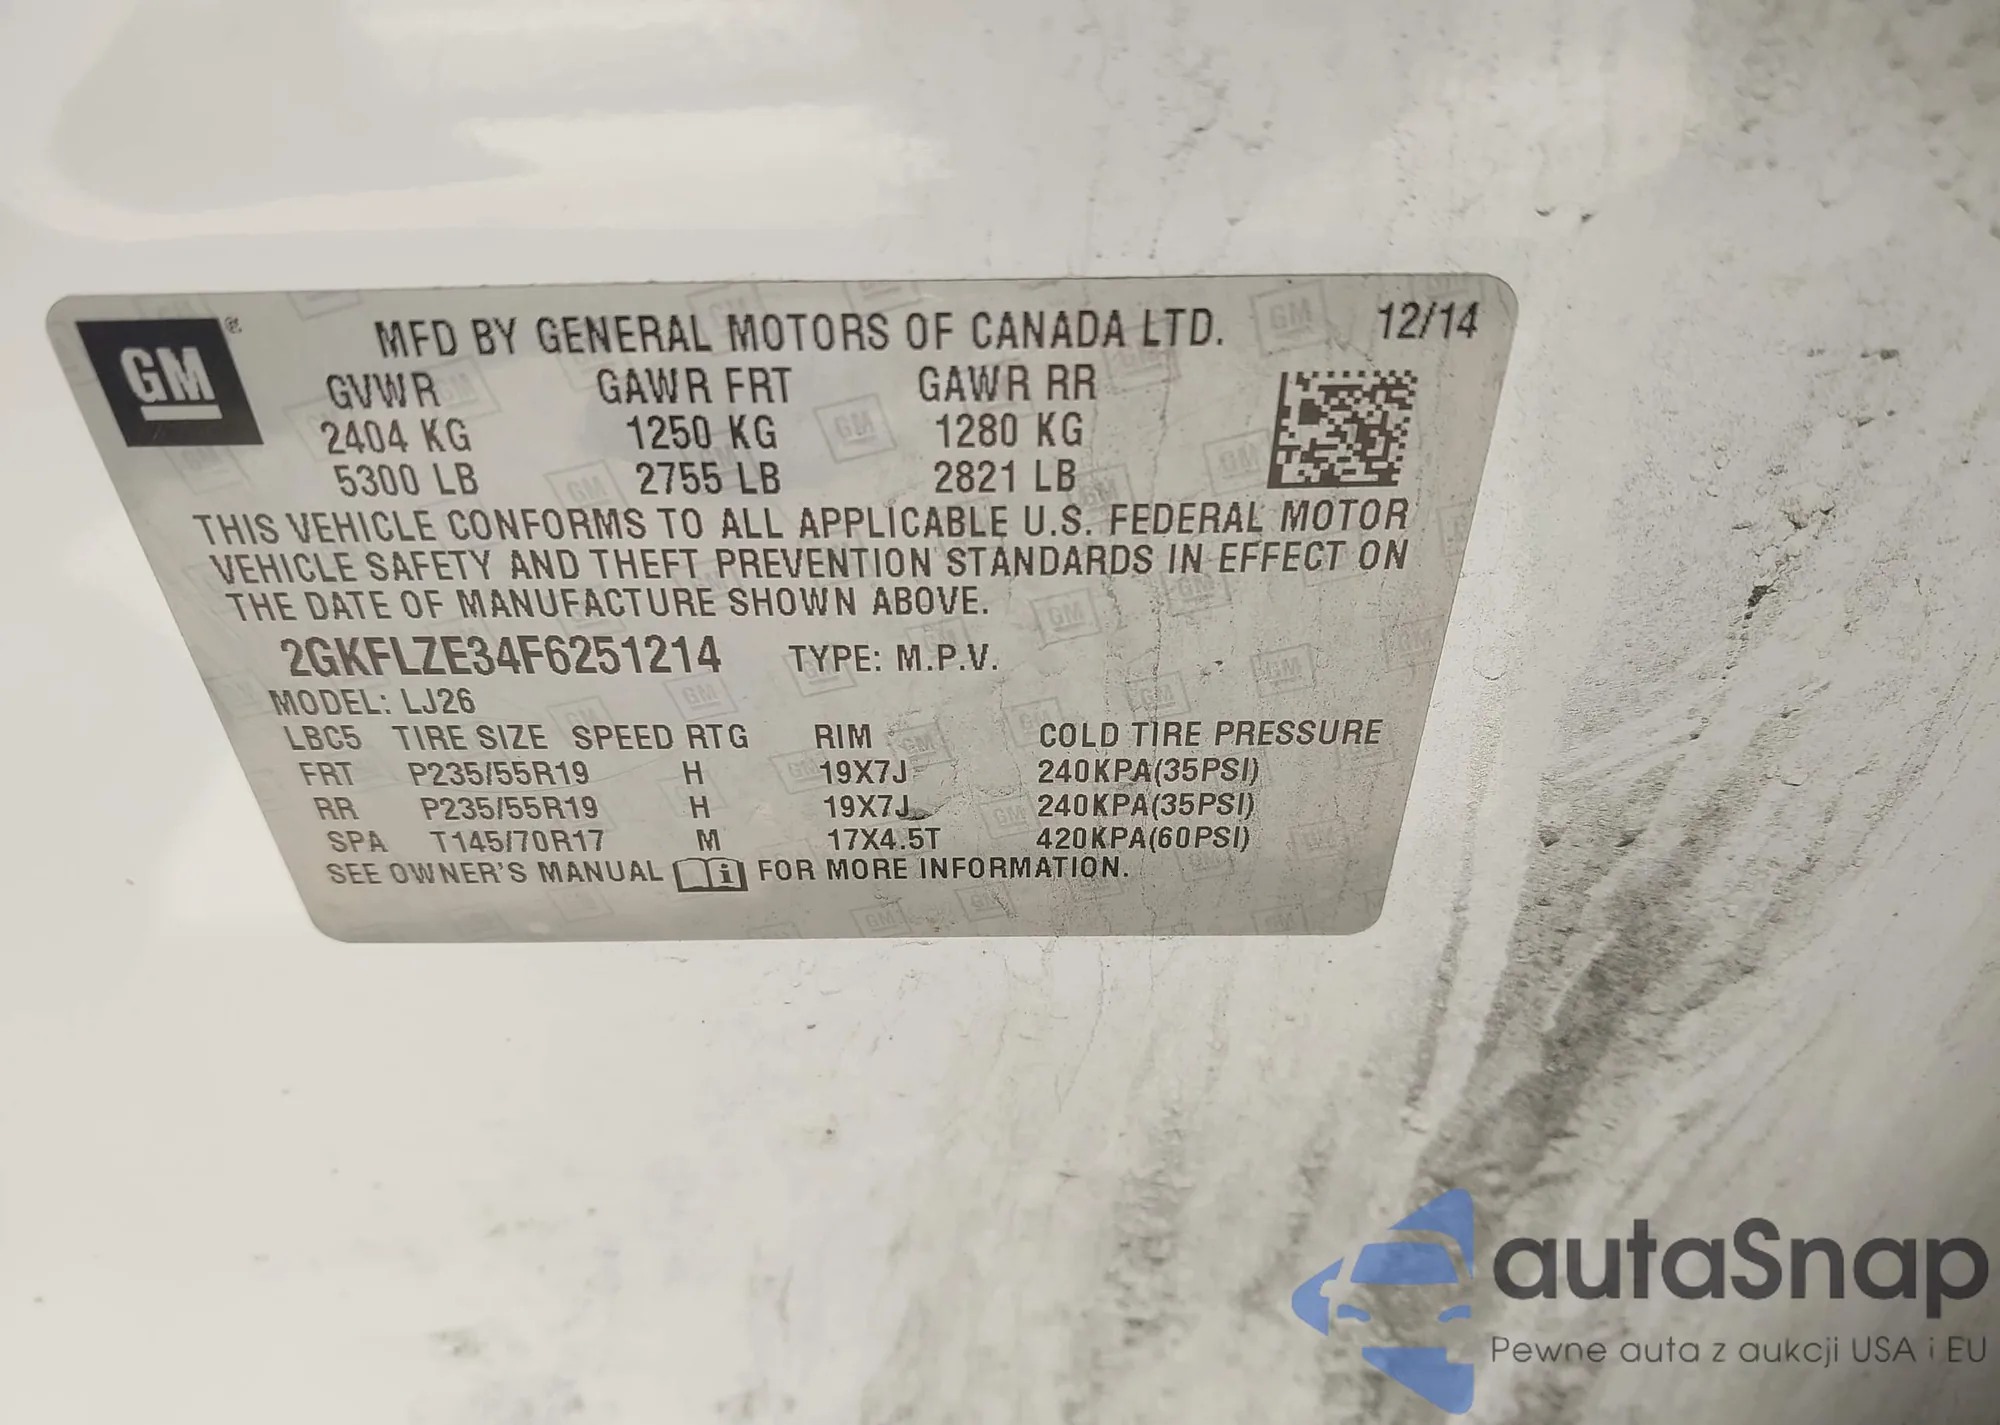 GM®
MFD BY GENERAL MOTORS OF CANADA LTD. 12/14
GVWR GAWR FRT GAWR RR
2404 KG 1250 KG 1280 KG
5300 LB 2755 LB 2821 LB
THIS VEHICLE CONFORMS TO ALL APPLICABLE U.S. FEDERAL MOTOR
VEHICLE SAFETY AND THEFT PREVENTION STANDARDS IN EFFECT ON
THE DATE OF MANUFACTURE SHOWN ABOVE.
2GKFLZE34F6251214 TYPE: M.P.V.
MODEL: LJ26
LBC5 TIRE SIZE SPEED RTG RIM COLD TIRE PRESSURE
FRT P235/55R19 H 19X7J 240KPA(35PSI)
RR P235/55R19 H 19X7J 240KPA(35PSI)
SPA T145/70R17 M 17X4.5T 420KPA(60PSI)
SEE OWNER'S MANUAL i FOR MORE INFORMATION.
autaSnap
Pewne auta z aukcji USA i EU